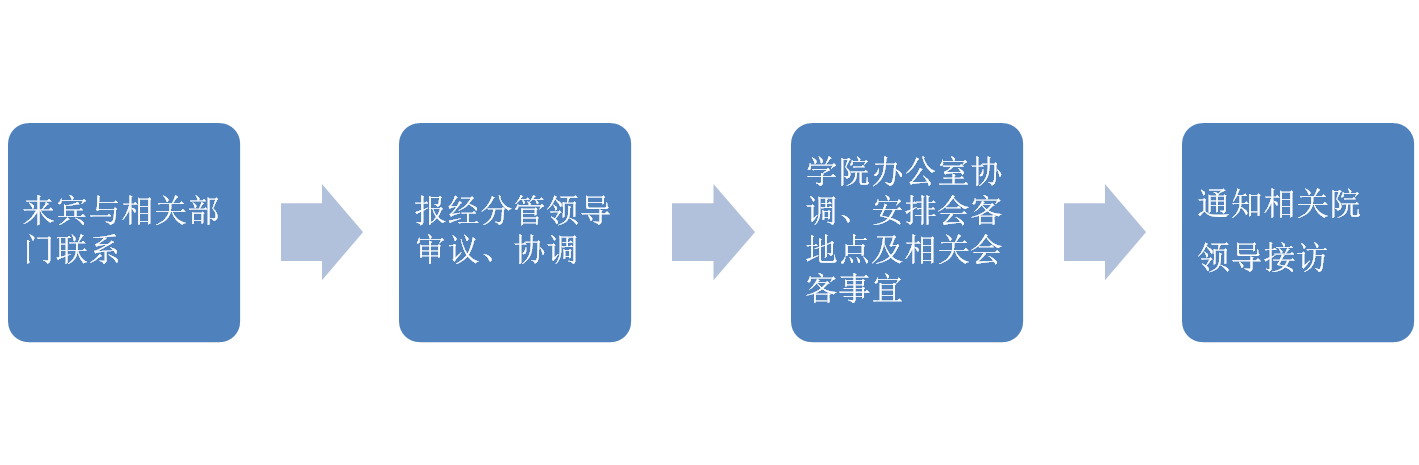 来宾与相关部
门联系
报经分管领导
审议、协调
学院办公室协
调、安排会客
地点及相关会
客事宜
通知相关院
领导接访